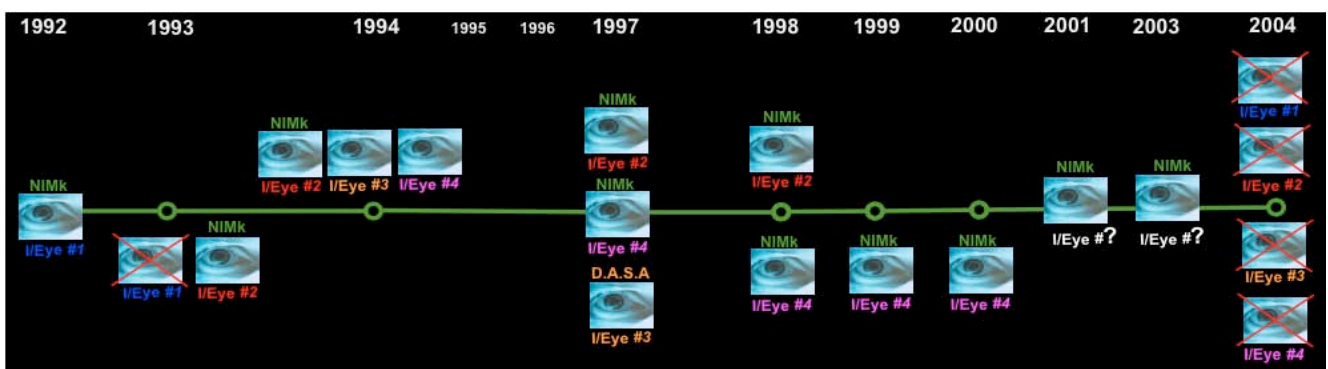 1992 1993 1994 1995 1996 1997 1998 1999 2000 2001 2003 2004
NIMk
I/Eye #1
I/Eye #1
NIMk
I/Eye #2
NIMk
I/Eye #2
I/Eye #3
I/Eye #4
NIMk
I/Eye #2
NIMk
I/Eye #4
D.A.S.A
I/Eye #3
NIMk
I/Eye #2
NIMk
I/Eye #4
NIMk
I/Eye #4
NIMk
I/Eye #4
NIMk
I/Eye #?
NIMk
I/Eye #?
I/Eye #1
I/Eye #2
I/Eye #3
I/Eye #4